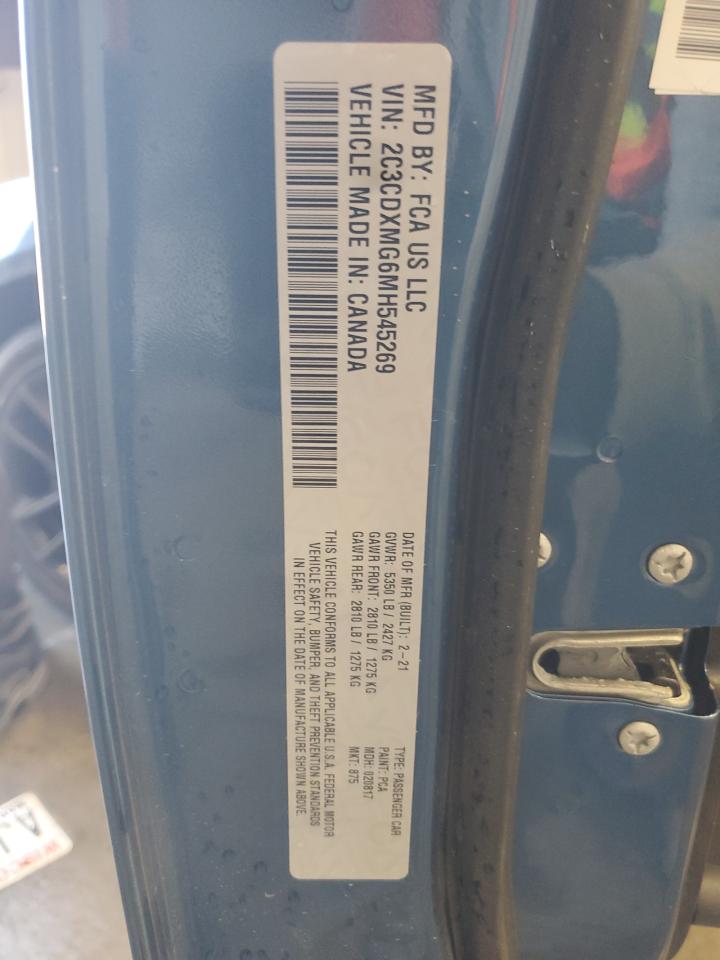 MFD BY: FCA US LLC
VIN: 2C3CDXMG6MH545269
VEHICLE MADE IN: CANADA
DATE OF MFR (BUILT): 2-21
GVWR: 5350 LB / 2427 KG
GAWR FRONT: 2810 LB / 1275 KG
GAWR REAR: 2810 LB / 1275 KG
TYPE: PASSENGER CAR
PAINT: PCA
MDH: 020817
MKT: 875
THIS VEHICLE CONFORMS TO ALL APPLICABLE U.S.A. FEDERAL MOTOR
VEHICLE SAFETY, BUMPER, AND THEFT PREVENTION STANDARDS
IN EFFECT ON THE DATE OF MANUFACTURE SHOWN ABOVE.